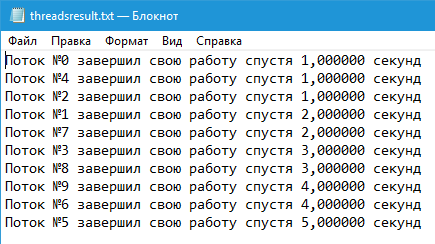 threadsresult.txt — Блокнот
Файл Правка Формат Вид Справка
Поток №0 завершил свою работу спустя 1,000000 секунд
Поток №4 завершил свою работу спустя 1,000000 секунд
Поток №2 завершил свою работу спустя 1,000000 секунд
Поток №1 завершил свою работу спустя 2,000000 секунд
Поток №7 завершил свою работу спустя 2,000000 секунд
Поток №3 завершил свою работу спустя 3,000000 секунд
Поток №8 завершил свою работу спустя 3,000000 секунд
Поток №9 завершил свою работу спустя 4,000000 секунд
Поток №6 завершил свою работу спустя 4,000000 секунд
Поток №5 завершил свою работу спустя 5,000000 секунд